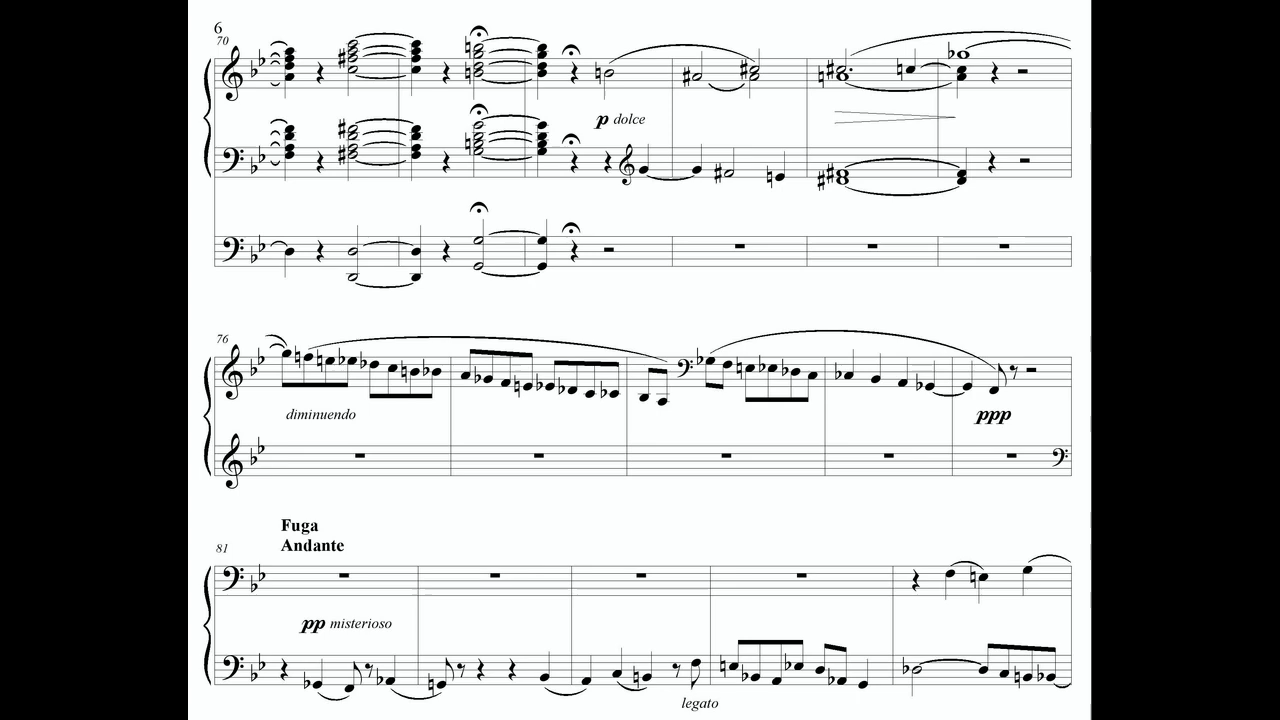 6
70
p dolce
76
diminuendo
ppp
Fuga
Andante
81
pp misterioso
legato